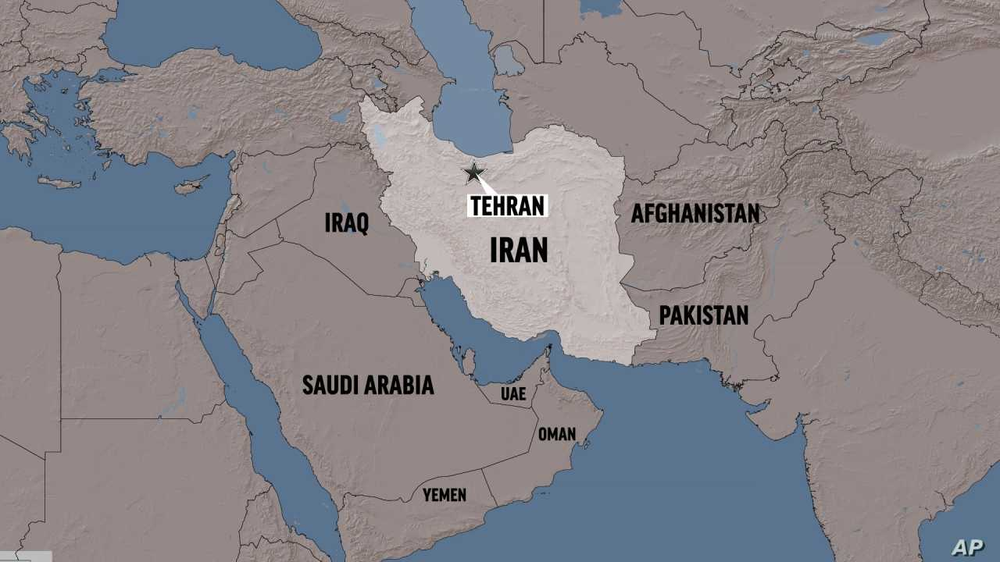 TEHRAN
IRAN
IRAQ
AFGHANISTAN
PAKISTAN
SAUDI ARABIA
UAE
OMAN
YEMEN
AP